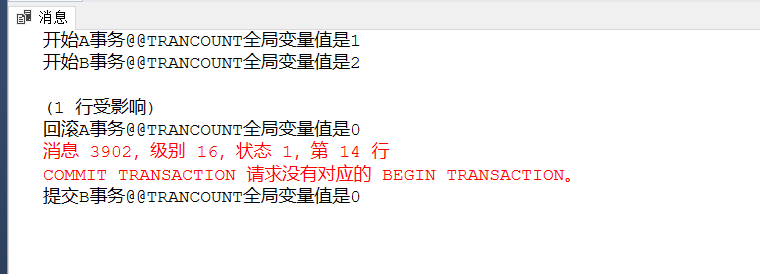 消息
开始A事务@@TRANCOUNT全局变量值是1
开始B事务@@TRANCOUNT全局变量值是2
(1 行受影响)
回滚A事务@@TRANCOUNT全局变量值是0
消息 3902, 级别 16, 状态 1, 第 14 行
COMMIT TRANSACTION 请求没有对应的 BEGIN TRANSACTION。
提交B事务@@TRANCOUNT全局变量值是0